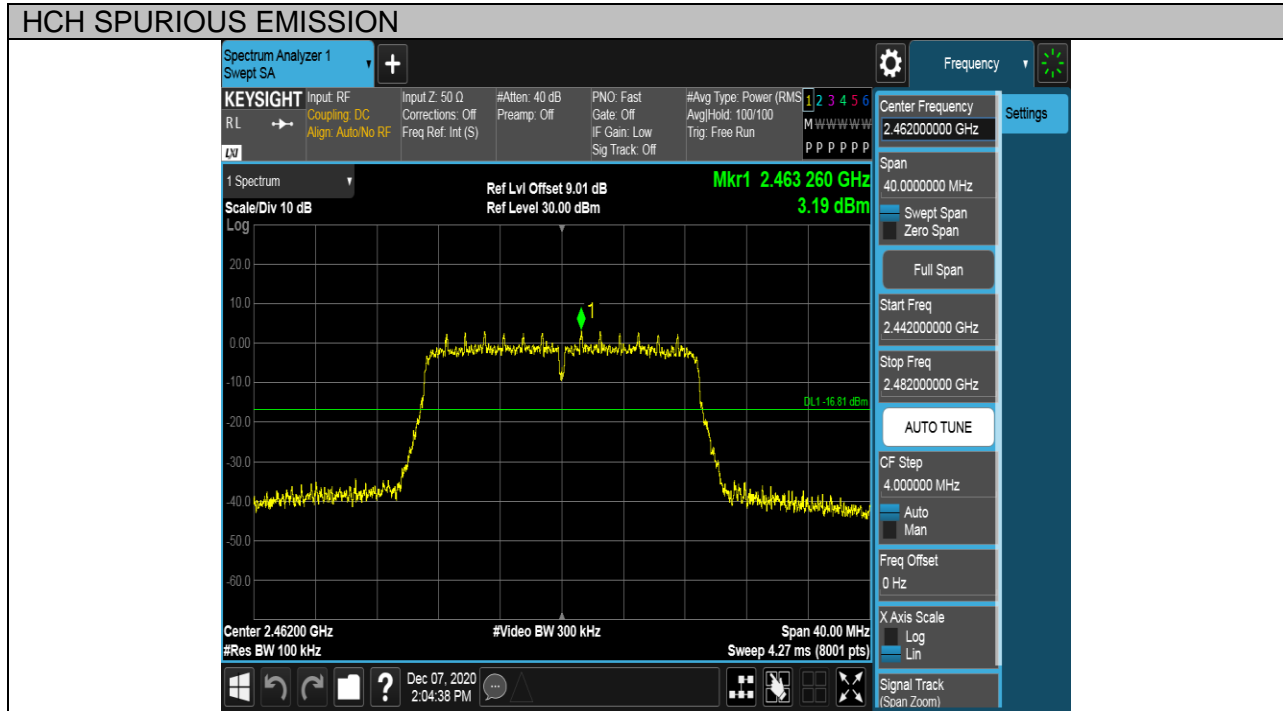 HCH SPURIOUS EMISSION
Spectrum Analyzer 1
Swept SA
+
Frequency
KEYSIGHT
RL
LXI
Input: RF
Coupling: DC
Align: Auto/No RF
Input Z: 50 Ω
Corrections: Off
Freq Ref: Int (S)
#Atten: 40 dB
Preamp: Off
PNO: Fast
Gate: Off
IF Gain: Low
Sig Track: Off
#Avg Type: Power (RMS
Avg|Hold: 100/100
Trig: Free Run
1 2 3 4 5 6
M W W W W W
P P P P P P
1 Spectrum
Scale/Div 10 dB
Ref Lvl Offset 9.01 dB
Ref Level 30.00 dBm
Mkr1 2.463 260 GHz
3.19 dBm
Log
20.0
10.0
0.00
-10.0
-20.0
-30.0
-40.0
-50.0
-60.0
1
DL1 -16.81 dBm
Center 2.46200 GHz
#Video BW 300 kHz
Span 40.00 MHz
#Res BW 100 kHz
Sweep 4.27 ms (8001 pts)
?
Dec 07, 2020
2:04:38 PM
Center Frequency
2.462000000 GHz
Settings
Span
40.0000000 MHz
Swept Span
Zero Span
Full Span
Start Freq
2.442000000 GHz
Stop Freq
2.482000000 GHz
AUTO TUNE
CF Step
4.000000 MHz
Auto
Man
Freq Offset
0 Hz
X Axis Scale
Log
Lin
Signal Track
(Span Zoom)